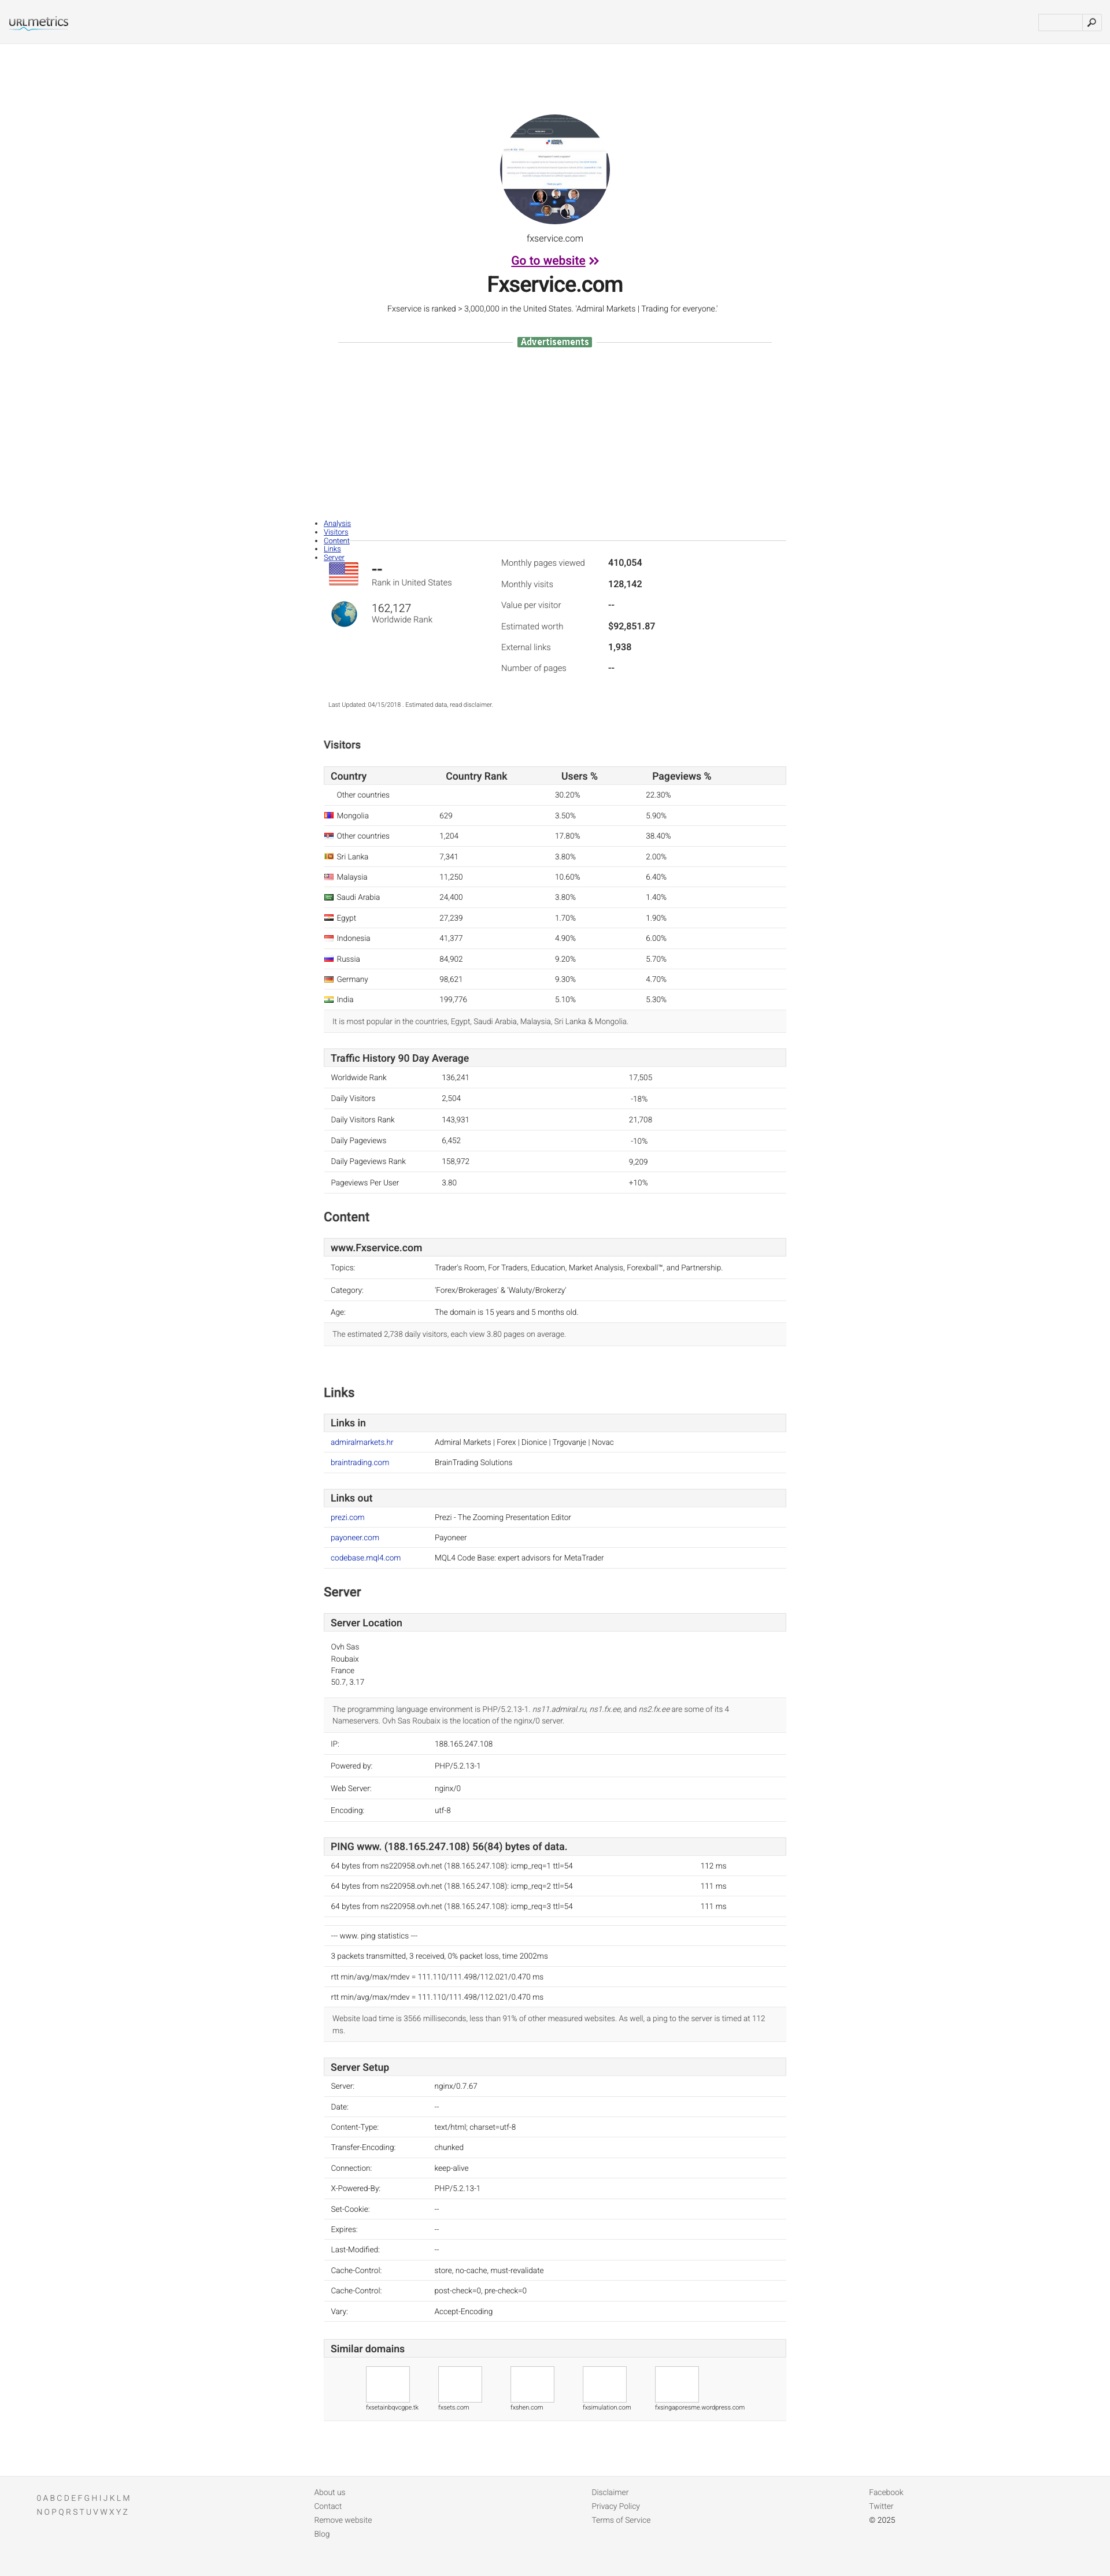 URLmetrics
fxservice.com
Go to website >>
Fxservice.com
Fxservice is ranked > 3,000,000 in the United States. 'Admiral Markets | Trading for everyone.'
Advertisements
Analysis
Visitors
Content
Links
Server
--
Rank in United States
162,127
Worldwide Rank
Monthly pages viewed 410,054
Monthly visits 128,142
Value per visitor --
Estimated worth $92,851.87
External links 1,938
Number of pages --
Last Updated: 04/15/2018 . Estimated data, read disclaimer.
Visitors
Country Country Rank Users % Pageviews %
Other countries 30.20% 22.30%
Mongolia 629 3.50% 5.90%
Other countries 1,204 17.80% 38.40%
Sri Lanka 7,341 3.80% 2.00%
Malaysia 11,250 10.60% 6.40%
Saudi Arabia 24,400 3.80% 1.40%
Egypt 27,239 1.70% 1.90%
Indonesia 41,377 4.90% 6.00%
Russia 84,902 9.20% 5.70%
Germany 98,621 9.30% 4.70%
India 199,776 5.10% 5.30%
It is most popular in the countries, Egypt, Saudi Arabia, Malaysia, Sri Lanka & Mongolia.
Traffic History 90 Day Average
Worldwide Rank 136,241 17,505
Daily Visitors 2,504 -18%
Daily Visitors Rank 143,931 21,708
Daily Pageviews 6,452 -10%
Daily Pageviews Rank 158,972 9,209
Pageviews Per User 3.80 +10%
Content
www.Fxservice.com
Topics: Trader's Room, For Traders, Education, Market Analysis, Forexball™, and Partnership.
Category: 'Forex/Brokerages' & 'Waluty/Brokerzy'
Age: The domain is 15 years and 5 months old.
The estimated 2,738 daily visitors, each view 3.80 pages on average.
Links
Links in
admiralmarkets.hr Admiral Markets | Forex | Dionice | Trgovanje | Novac
braintrading.com BrainTrading Solutions
Links out
prezi.com Prezi - The Zooming Presentation Editor
payoneer.com Payoneer
codebase.mql4.com MQL4 Code Base: expert advisors for MetaTrader
Server
Server Location
Ovh Sas
Roubaix
France
50.7, 3.17
The programming language environment is PHP/5.2.13-1. ns11.admiral.ru, ns1.fx.ee, and ns2.fx.ee are some of its 4
Nameservers. Ovh Sas Roubaix is the location of the nginx/0 server.
IP: 188.165.247.108
Powered by: PHP/5.2.13-1
Web Server: nginx/0
Encoding: utf-8
PING www. (188.165.247.108) 56(84) bytes of data.
64 bytes from ns220958.ovh.net (188.165.247.108): icmp_req=1 ttl=54 112 ms
64 bytes from ns220958.ovh.net (188.165.247.108): icmp_req=2 ttl=54 111 ms
64 bytes from ns220958.ovh.net (188.165.247.108): icmp_req=3 ttl=54 111 ms
--- www. ping statistics ---
3 packets transmitted, 3 received, 0% packet loss, time 2002ms
rtt min/avg/max/mdev = 111.110/111.498/112.021/0.470 ms
rtt min/avg/max/mdev = 111.110/111.498/112.021/0.470 ms
Website load time is 3566 milliseconds, less than 91% of other measured websites. As well, a ping to the server is timed at 112
ms.
Server Setup
Server: nginx/0.7.67
Date: --
Content-Type: text/html; charset=utf-8
Transfer-Encoding: chunked
Connection: keep-alive
X-Powered-By: PHP/5.2.13-1
Set-Cookie: --
Expires: --
Last-Modified: --
Cache-Control: store, no-cache, must-revalidate
Cache-Control: post-check=0, pre-check=0
Vary: Accept-Encoding
Similar domains
fxsetainbqvcgpe.tk fxsets.com fxshen.com fxsimulation.com fxsingaporesme.wordpress.com
0 A B C D E F G H I J K L M
N O P Q R S T U V W X Y Z
About us
Contact
Remove website
Blog
Disclaimer
Privacy Policy
Terms of Service
Facebook
Twitter
© 2025